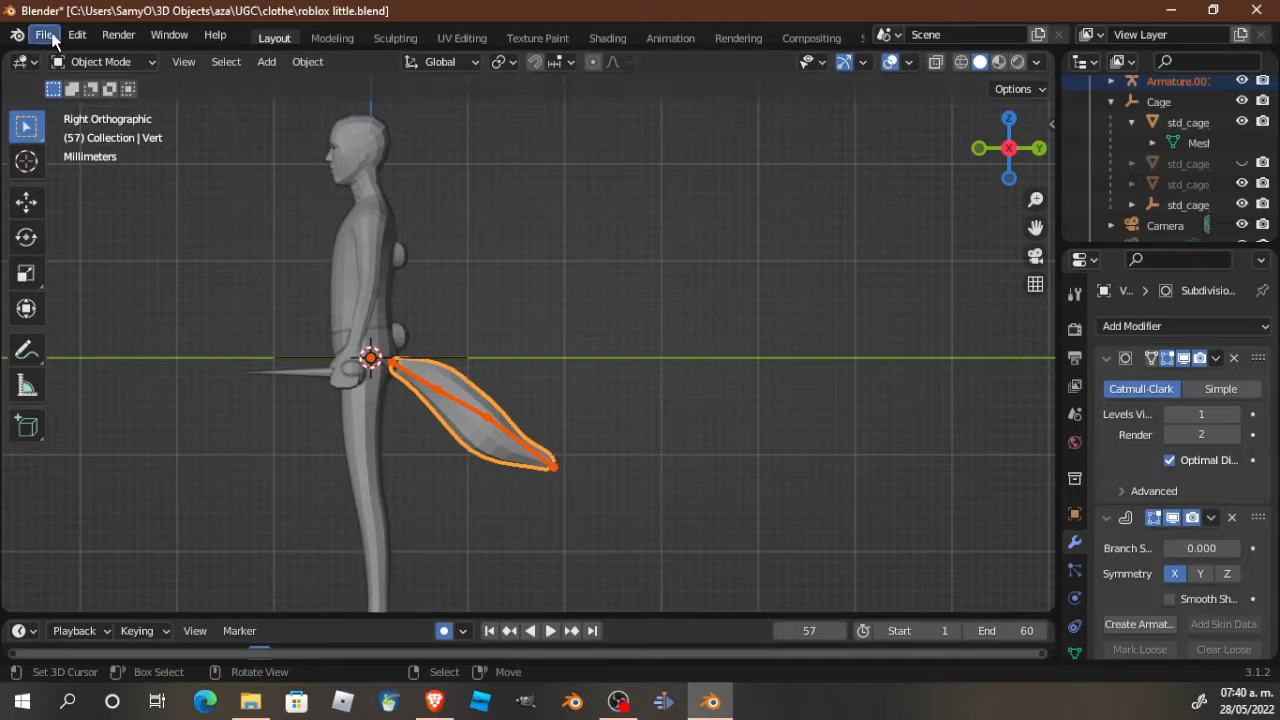 Blender* [C:\Users\SamyO\3D Objects\aza\UGC\clothe\roblox little.blend]
File Edit Render Window Help Layout Modeling Sculpting UV Editing Texture Paint Shading Animation Rendering Compositing Scene View Layer
Object Mode View Select Add Object Global
Options
Right Orthographic
(57) Collection | Vert
Millimeters
Z
X
Y
Armature.00
Cage
std_cage
Mesh
std_cage
std_cage
std_cage
Camera
V... Subdivisio...
Add Modifier
Catmull-Clark Simple
Levels Vi... 1
Render 2
Optimal Di...
Advanced
Branch S... 0.000
Symmetry X Y Z
Smooth Sh...
Create Armat... Add Skin Data
Mark Loose Clear Loose
Playback Keying View Marker 57 Start 1 End 60
Set 3D Cursor Box Select Rotate View Select Move 3.1.2
07:40 a. m.
28/05/2022